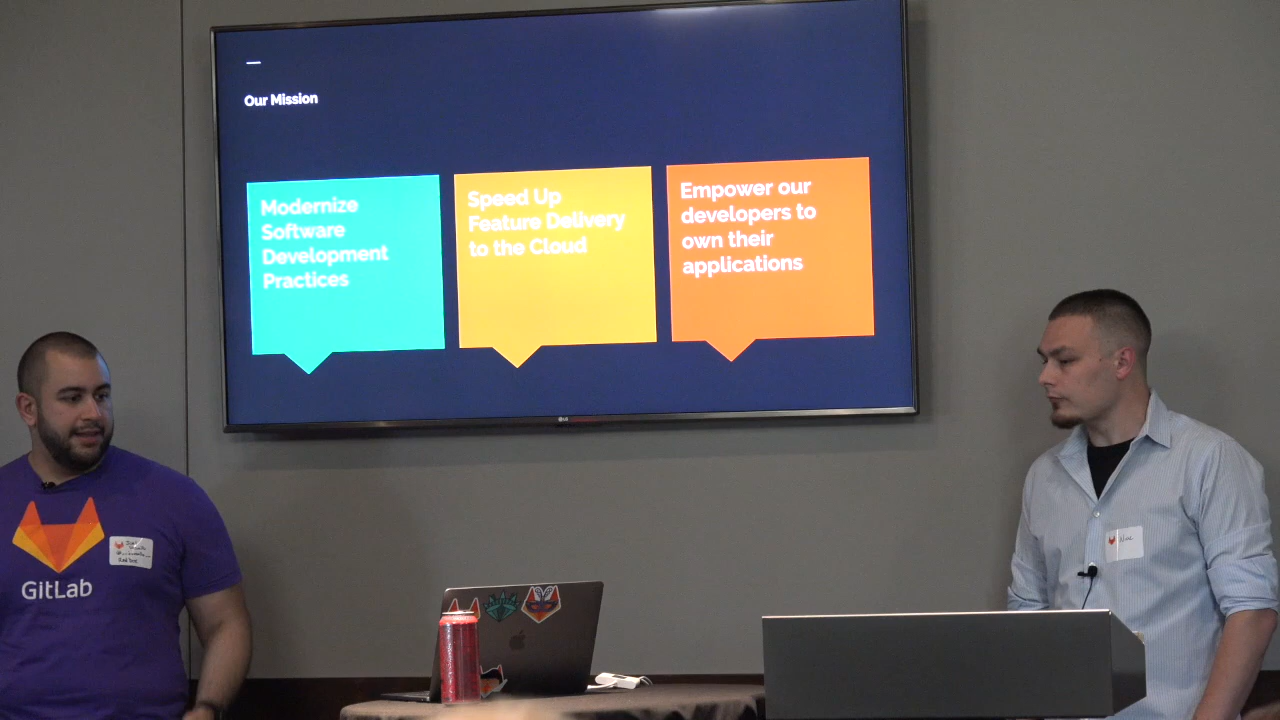 Our Mission
Modernize
Software
Development
Practices
Speed Up
Feature Delivery
to the Cloud
Empower our
developers to
own their
applications
LG
GitLab